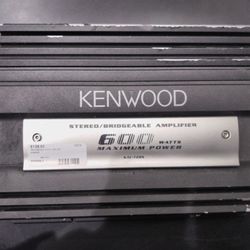 KENWOOD
STEREO/BRIDGEABLE AMPLIFIER
600 WATTS
MAXIMUM POWER